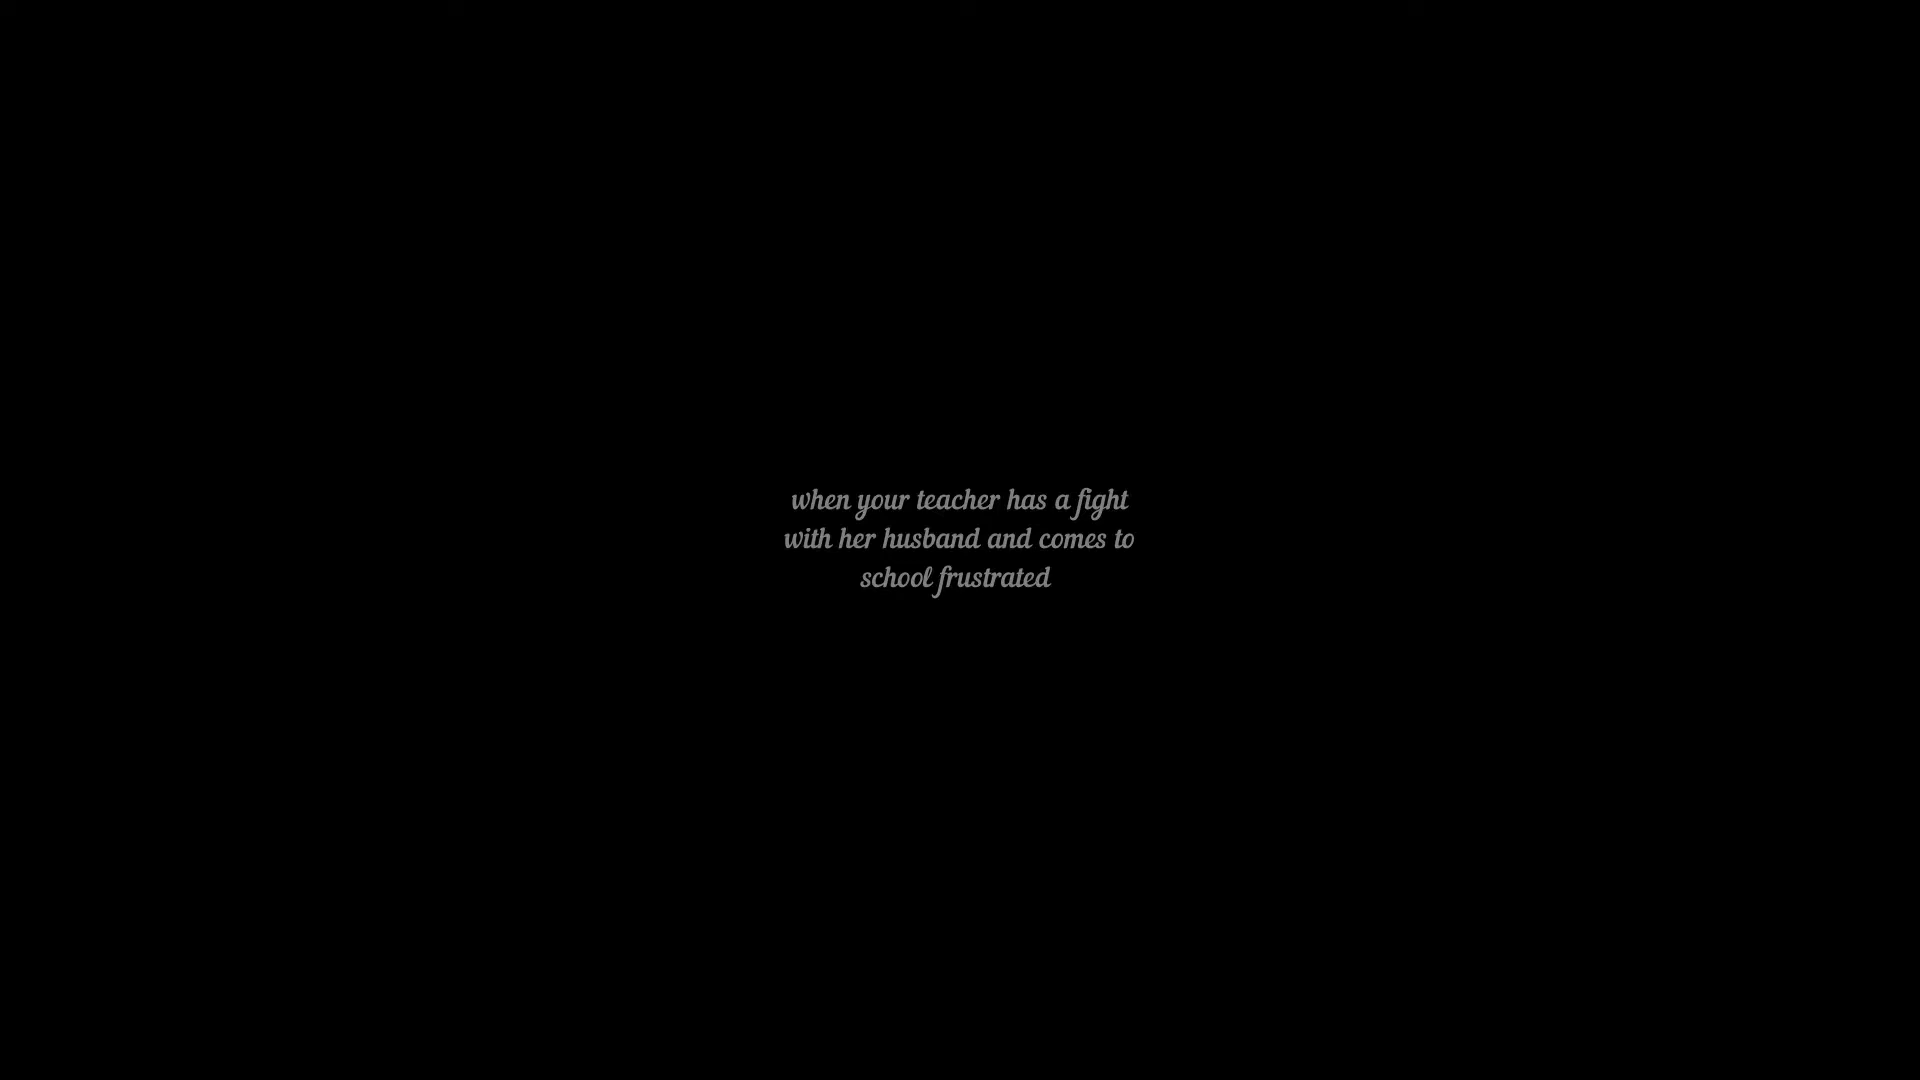 when your teacher has a fight
with her husband and comes to
school frustrated